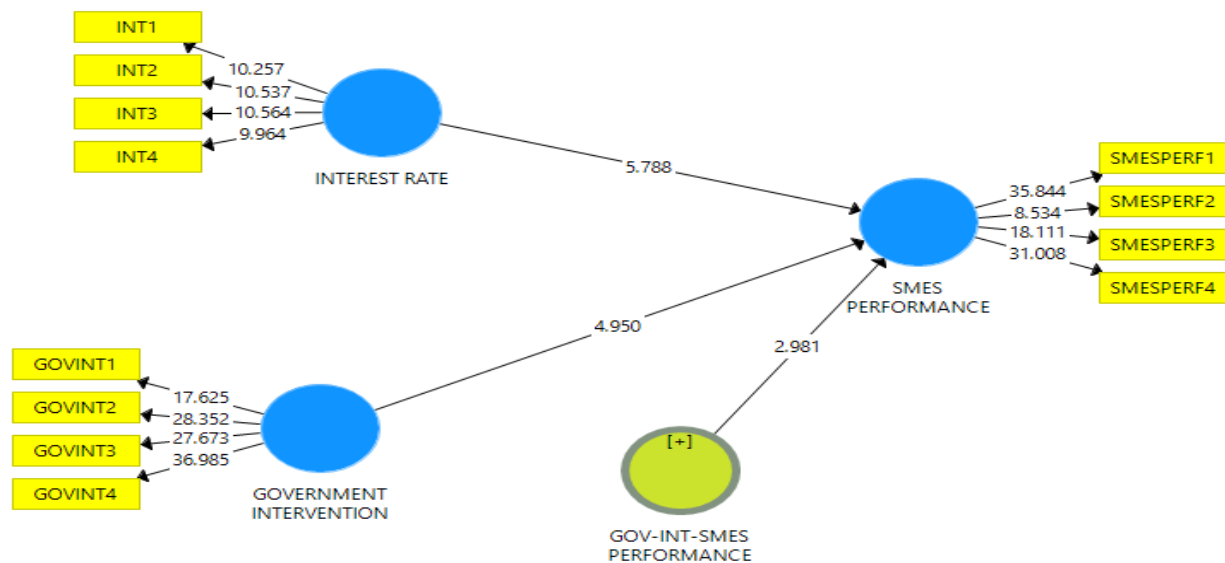 INT1
10.257
INT2
10.537
INT3
10.564
INT4
9.964
INTEREST RATE
5.788
SMESPERF1
35.844
SMESPERF2
8.534
SMESPERF3
18.111
SMESPERF4
31.008
SMES
PERFORMANCE
4.950
2.981
GOVINT1
17.625
GOVINT2
28.352
GOVINT3
27.673
GOVINT4
36.985
GOVERNMENT
INTERVENTION
[+]
GOV-INT-SMES
PERFORMANCE